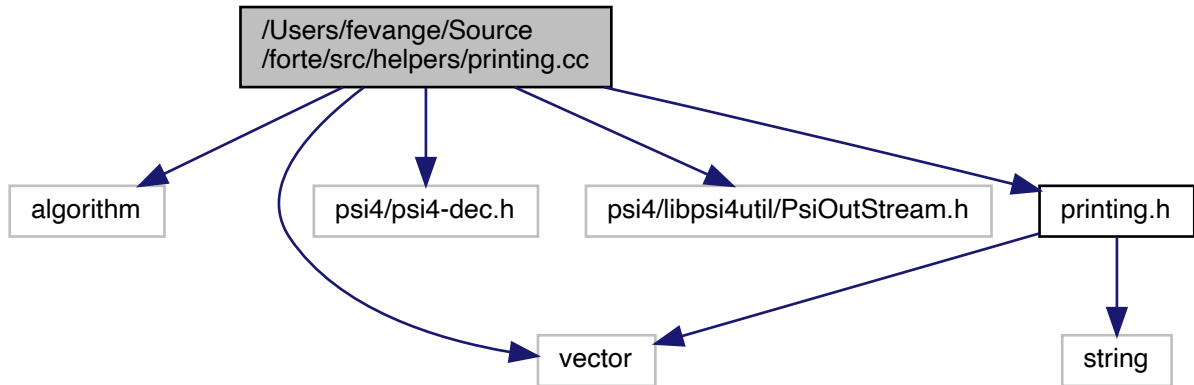 /Users/fevange/Source
/forte/src/helpers/printing.cc
algorithm
psi4/psi4-dec.h
psi4/libpsi4util/PsiOutStream.h
printing.h
vector
string